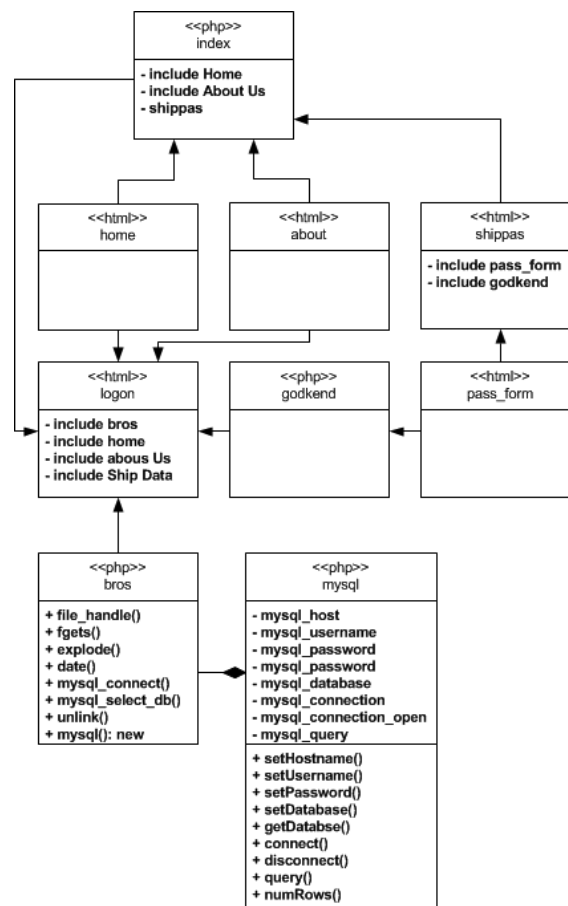 <<php>>
index
- include Home
- include About Us
- shippas
<<html>>
home
<<html>>
about
<<html>>
shippas
- include pass_form
- include godkend
<<html>>
logon
- include bros
- include home
- include abous Us
- include Ship Data
<<php>>
godkend
<<html>>
pass_form
<<php>>
bros
+ file_handle()
+ fgets()
+ explode()
+ date()
+ mysql_connect()
+ mysql_select_db()
+ unlink()
+ mysql(): new
<<php>>
mysql
- mysql_host
- mysql_username
- mysql_password
- mysql_password
- mysql_database
- mysql_connection
- mysql_connection_open
- mysql_query
+ setHostname()
+ setUsername()
+ setPassword()
+ setDatabase()
+ getDatabse()
+ connect()
+ disconnect()
+ query()
+ numRows()